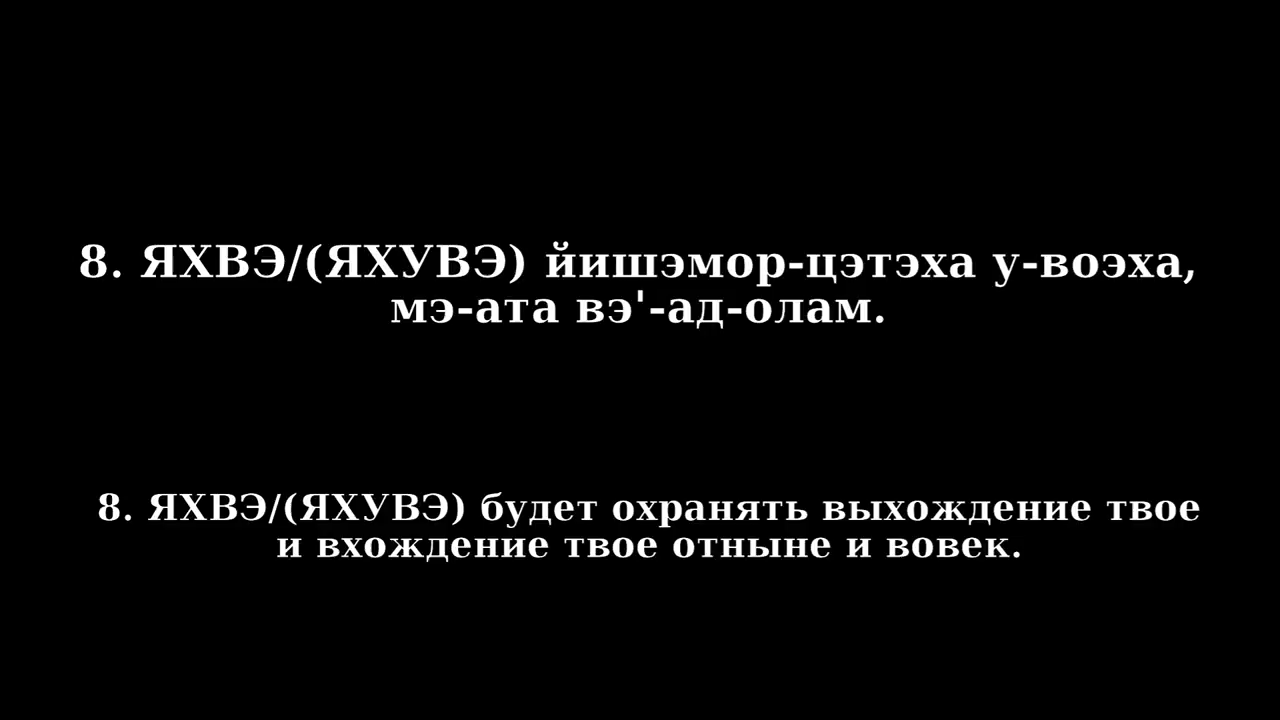 8. ЯХВЭ/(ЯХУВЭ) йишэмор-цэтэха у-воэха,
мэ-ата вэ'-ад-олам.
8. ЯХВЭ/(ЯХУВЭ) будет охранять выхождение твое
и вхождение твое отныне и вовек.